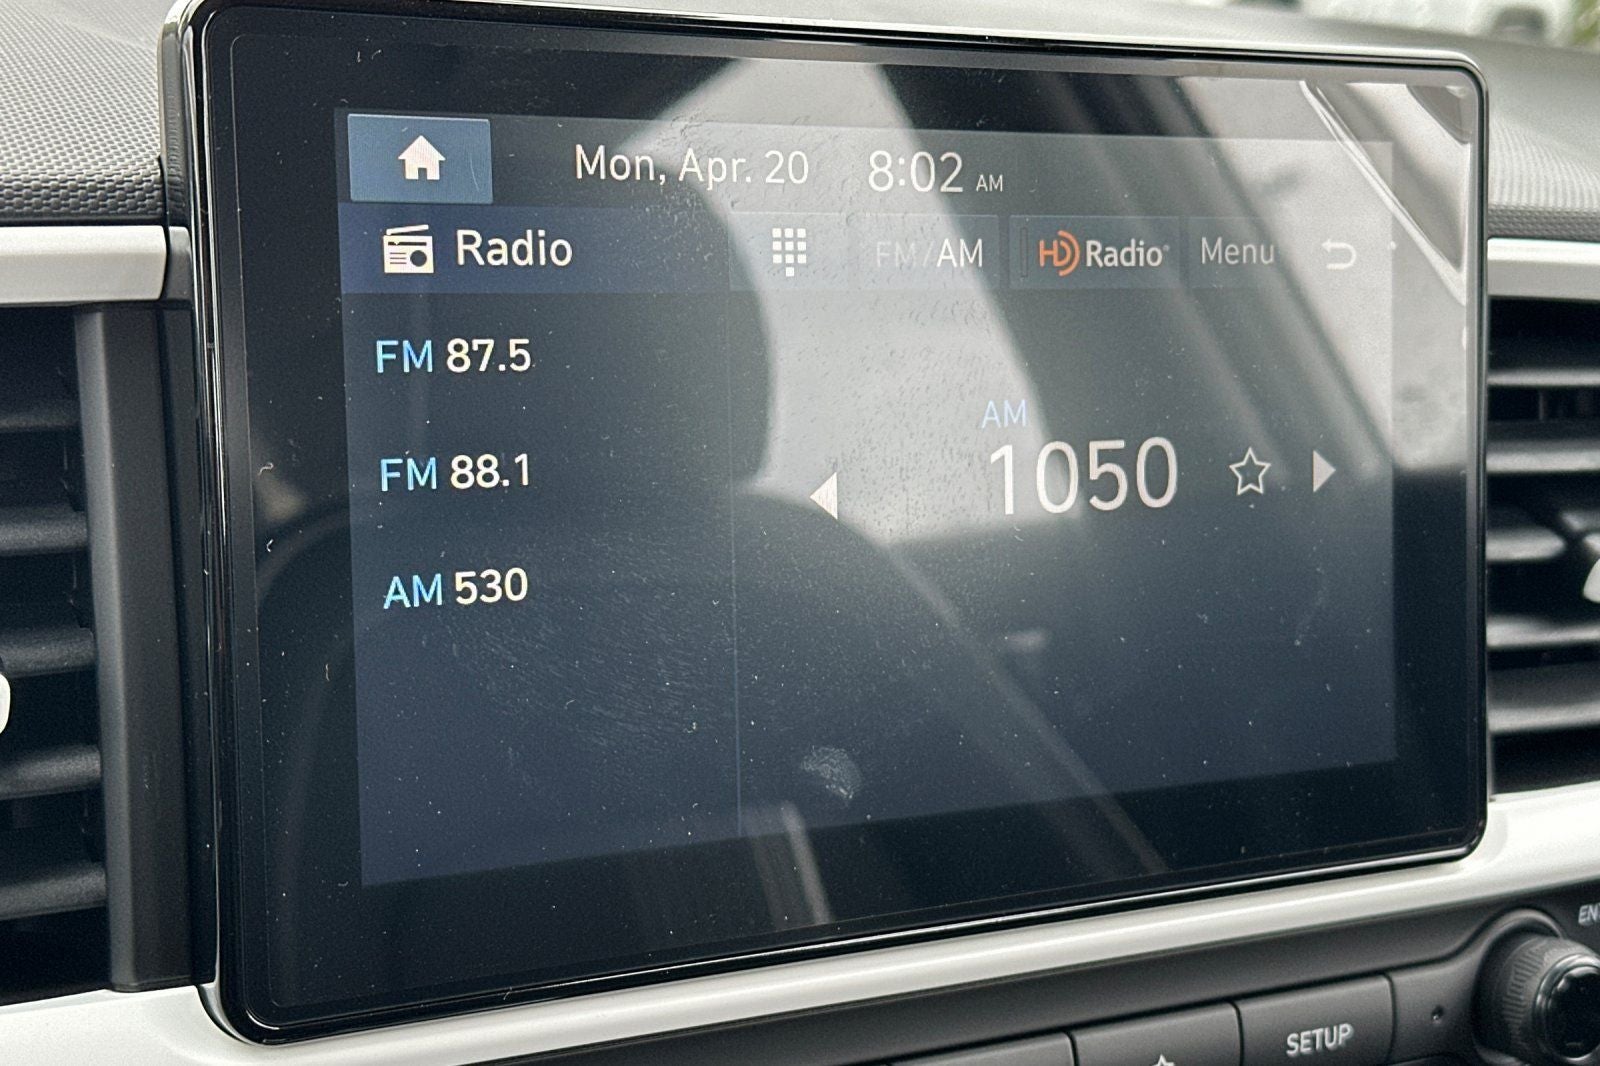 Mon, Apr. 20 8:02 AM
Radio FM/AM HD Radio® Menu
FM 87.5
FM 88.1
AM 530
AM
1050
SETUP